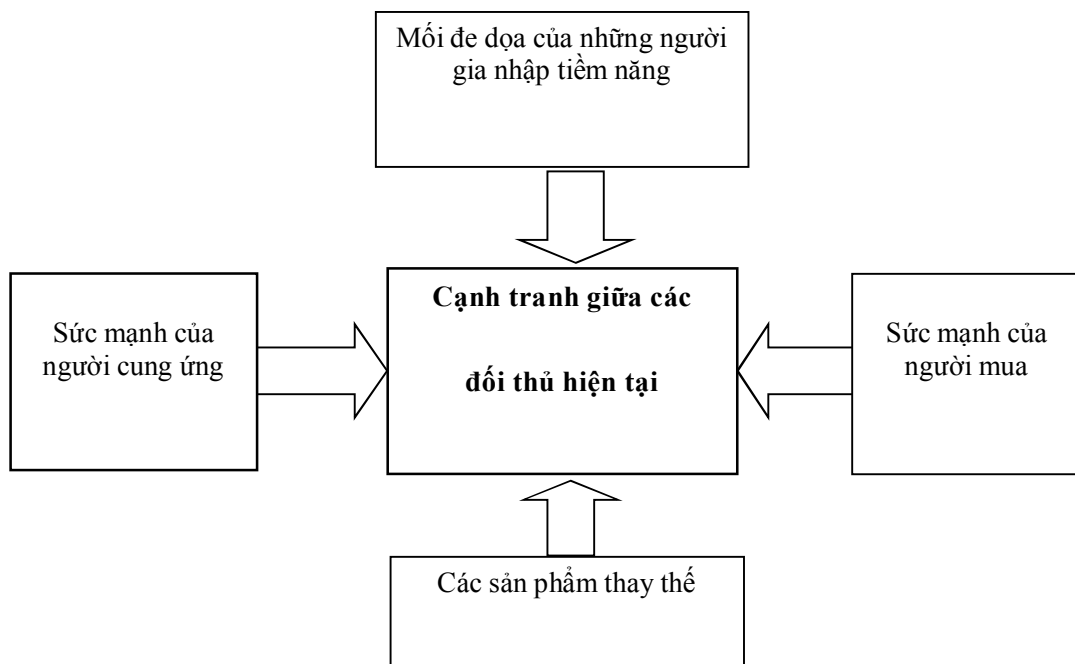 Mối đe dọa của những người
gia nhập tiềm năng
Sức mạnh của
người cung ứng
Cạnh tranh giữa các
đối thủ hiện tại
Sức mạnh của
người mua
Các sản phẩm thay thế